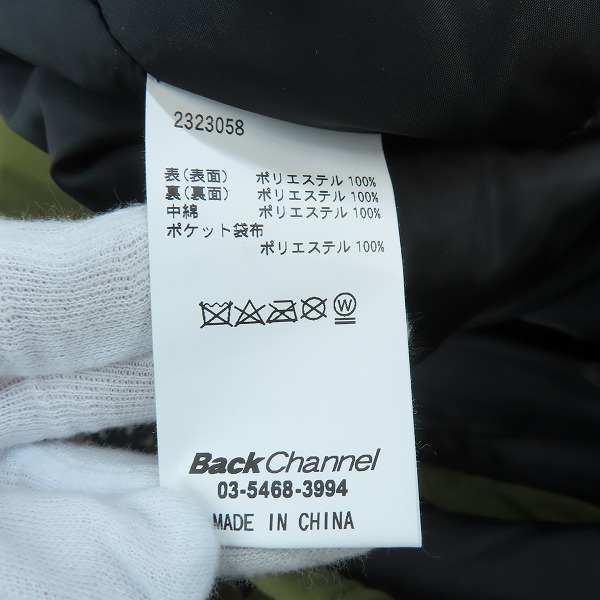 2323058
表(表面) ポリエステル 100%
裏(裏面) ポリエステル 100%
中綿 ポリエステル 100%
ポケット袋布
ポリエステル 100%
W
Back Channel
03-5468-3994
MADE IN CHINA